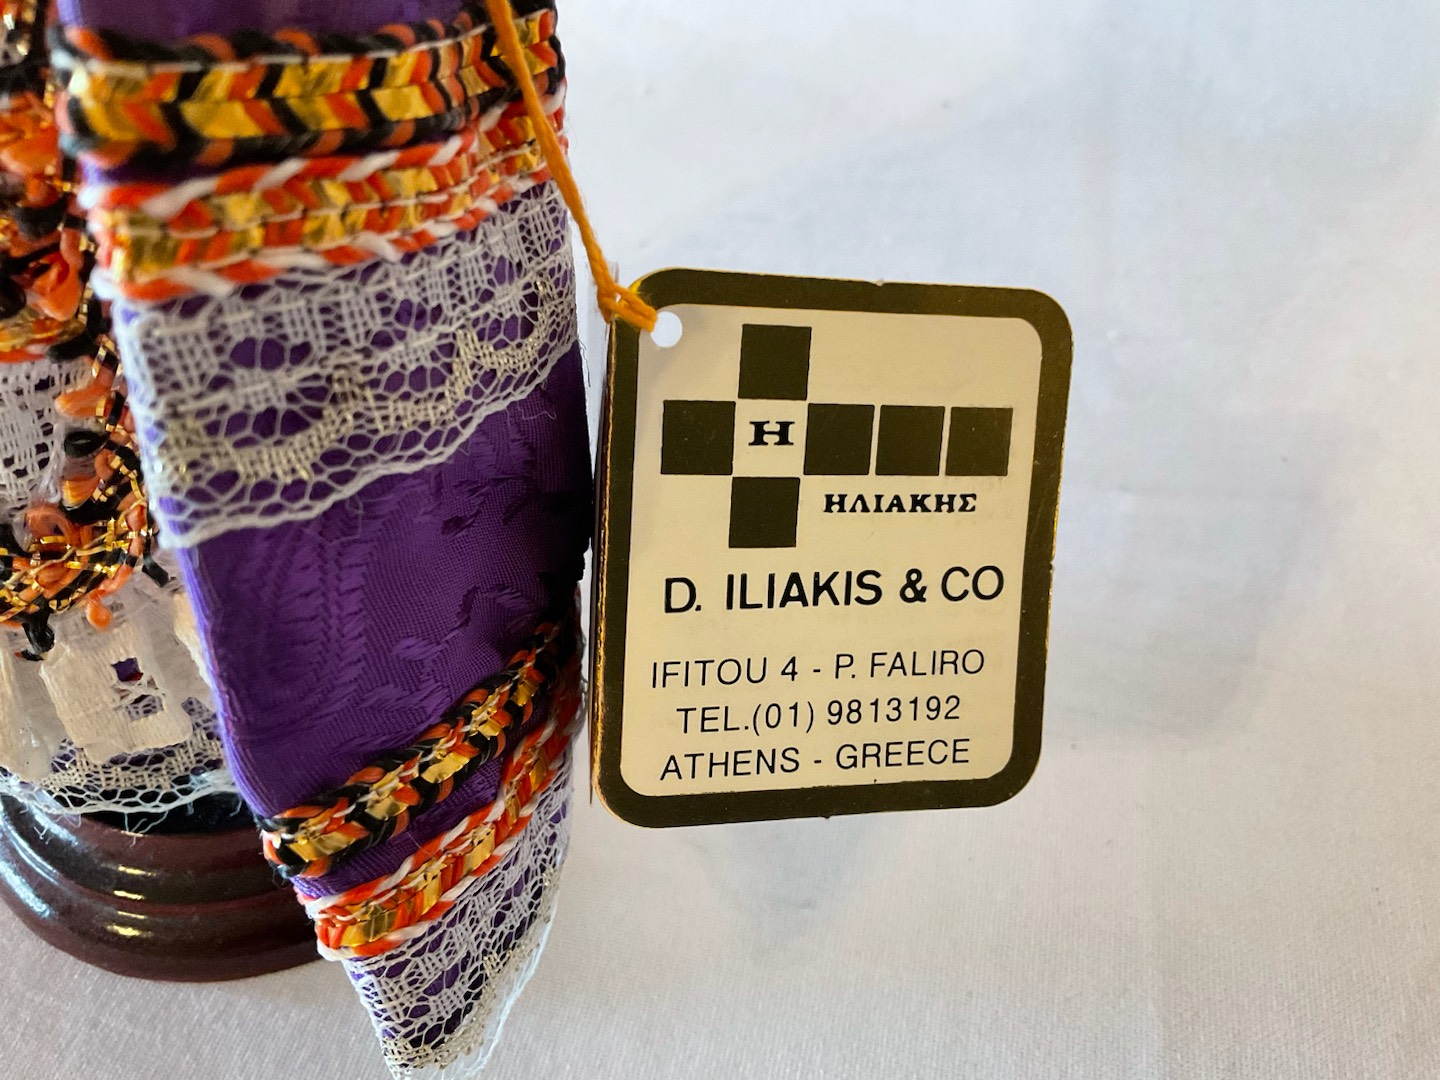 Η
ΗΛΙΑΚΗΣ
D. ILIAKIS & CO
IFITOU 4 - P. FALIRO
TEL.(01) 9813192
ATHENS - GREECE